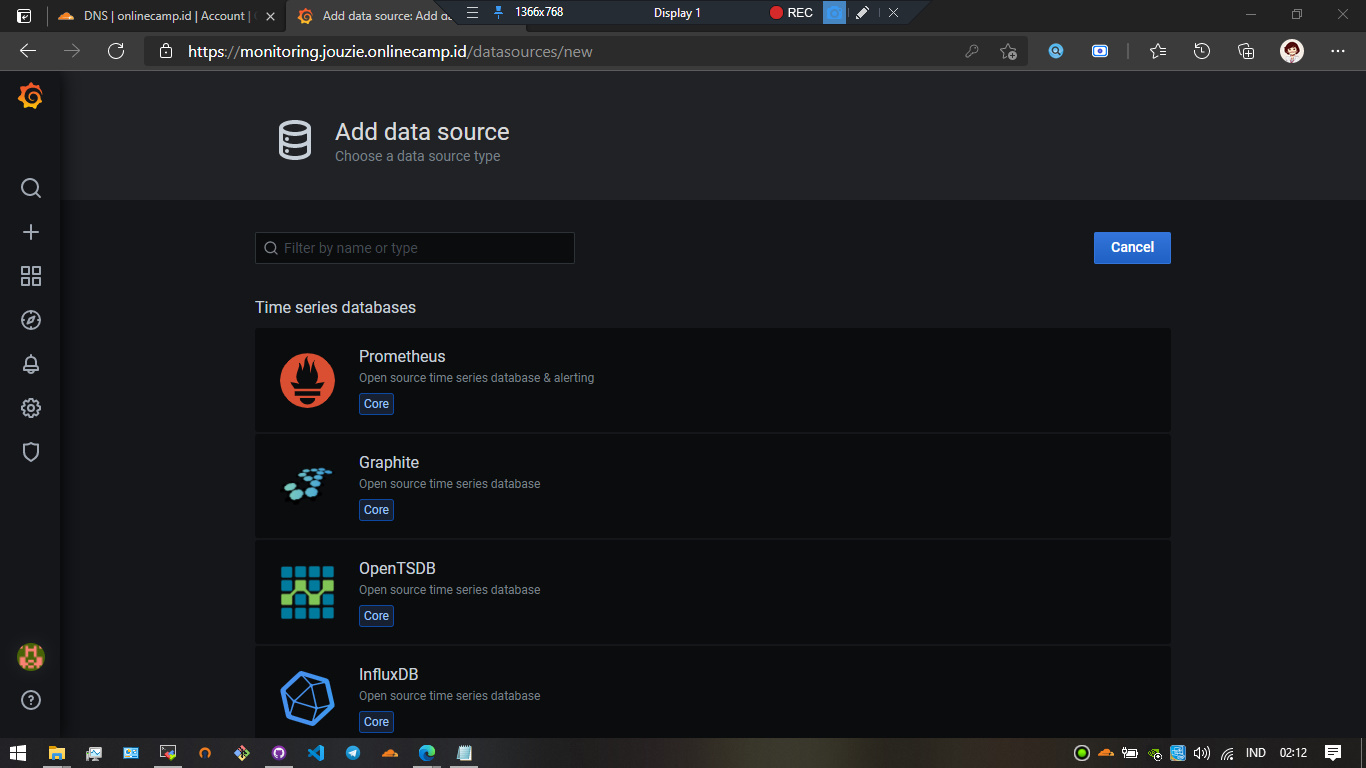 DNS | onlinecamp.id | Account |
Add data source: Add da
1366x768
Display 1
REC
https://monitoring.jouzie.onlinecamp.id/datasources/new
Add data source
Choose a data source type
Filter by name or type
Cancel
Time series databases
Prometheus
Open source time series database & alerting
Core
Graphite
Open source time series database
Core
OpenTSDB
Open source time series database
Core
InfluxDB
Open source time series database
Core
IND
02:12